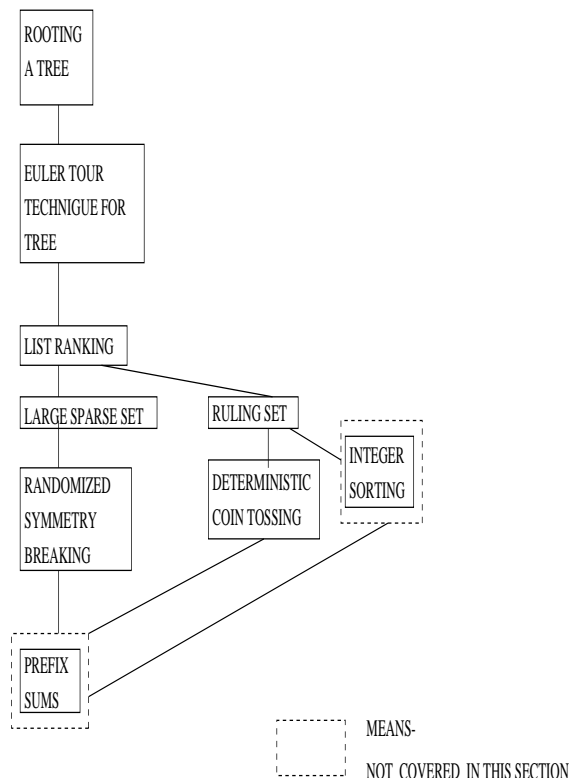 ROOTING
A TREE
EULER TOUR
TECHNIGUE FOR
TREE
LIST RANKING
LARGE SPARSE SET
RULING SET
RANDOMIZED
SYMMETRY
BREAKING
DETERMINISTIC
COIN TOSSING
INTEGER
SORTING
PREFIX
SUMS
MEANS-
NOT COVERED IN THIS SECTION